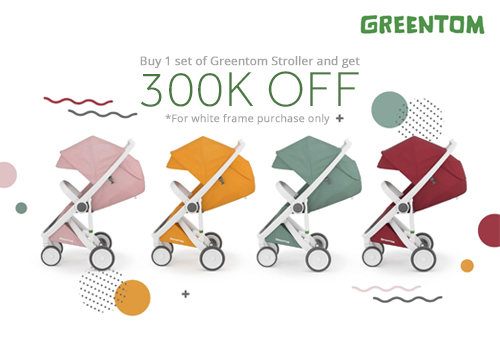 GREENTOM
Buy 1 set of Greentom Stroller and get
300K OFF
*For white frame purchase only +